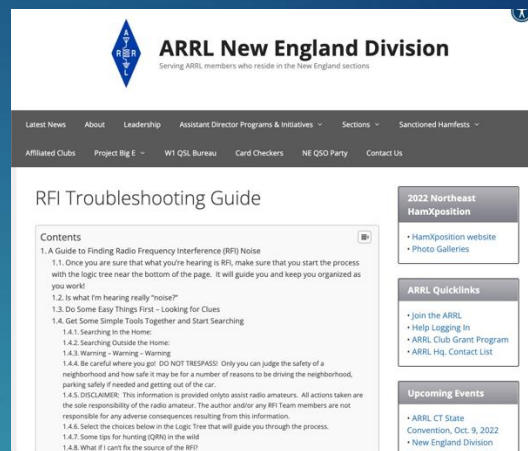 A
R R
L
ARRL New England Division
Serving ARRL members who reside in the New England sections
Latest News About Leadership Assistant Director Programs & Initiatives Sections Sanctioned Hamfests
Affiliated Clubs Project Big E W1 QSL Bureau Card Checkers NE QSO Party Contact Us
RFI Troubleshooting Guide
Contents
1. A Guide to Finding Radio Frequency Interference (RFI) Noise
1.1. Once you are sure that what you're hearing is RFI, make sure that you start the process
with the logic tree near the bottom of the page. It will guide you and keep you organized as
you work!
1.2. Is what I'm hearing really "noise?"
1.3. Do Some Easy Things First – Looking for Clues
1.4. Get Some Simple Tools Together and Start Searching
1.4.1. Searching In the Home:
1.4.2. Searching Outside the Home:
1.4.3. Warning – Warning – Warning
1.4.4. Be careful where you go! DO NOT TRESPASS! Only you can judge the safety of a
neighborhood and how safe it may be for a number of reasons to be driving the neighborhood,
parking safely if needed and getting out of the car.
1.4.5. DISCLAIMER: This information is provided onlyto assist radio amateurs. All actions taken are
the sole responsibility of the radio amateur. The author and/or any RFI Team members are not
responsible for any adverse consequences resulting from this information.
1.4.6. Select the choices below in the Logic Tree that will guide you through the process.
1.4.7. Some tips for hunting (QRN) in the wild
1.4.8. What if I can't fix the source of the RFI?
2022 Northeast
HamXposition
• HamXposition website
• Photo Galleries
ARRL Quicklinks
• Join the ARRL
• Help Logging In
• ARRL Club Grant Program
• ARRL Hq. Contact List
Upcoming Events
• ARRL CT State
Convention, Oct. 9, 2022
• New England Division